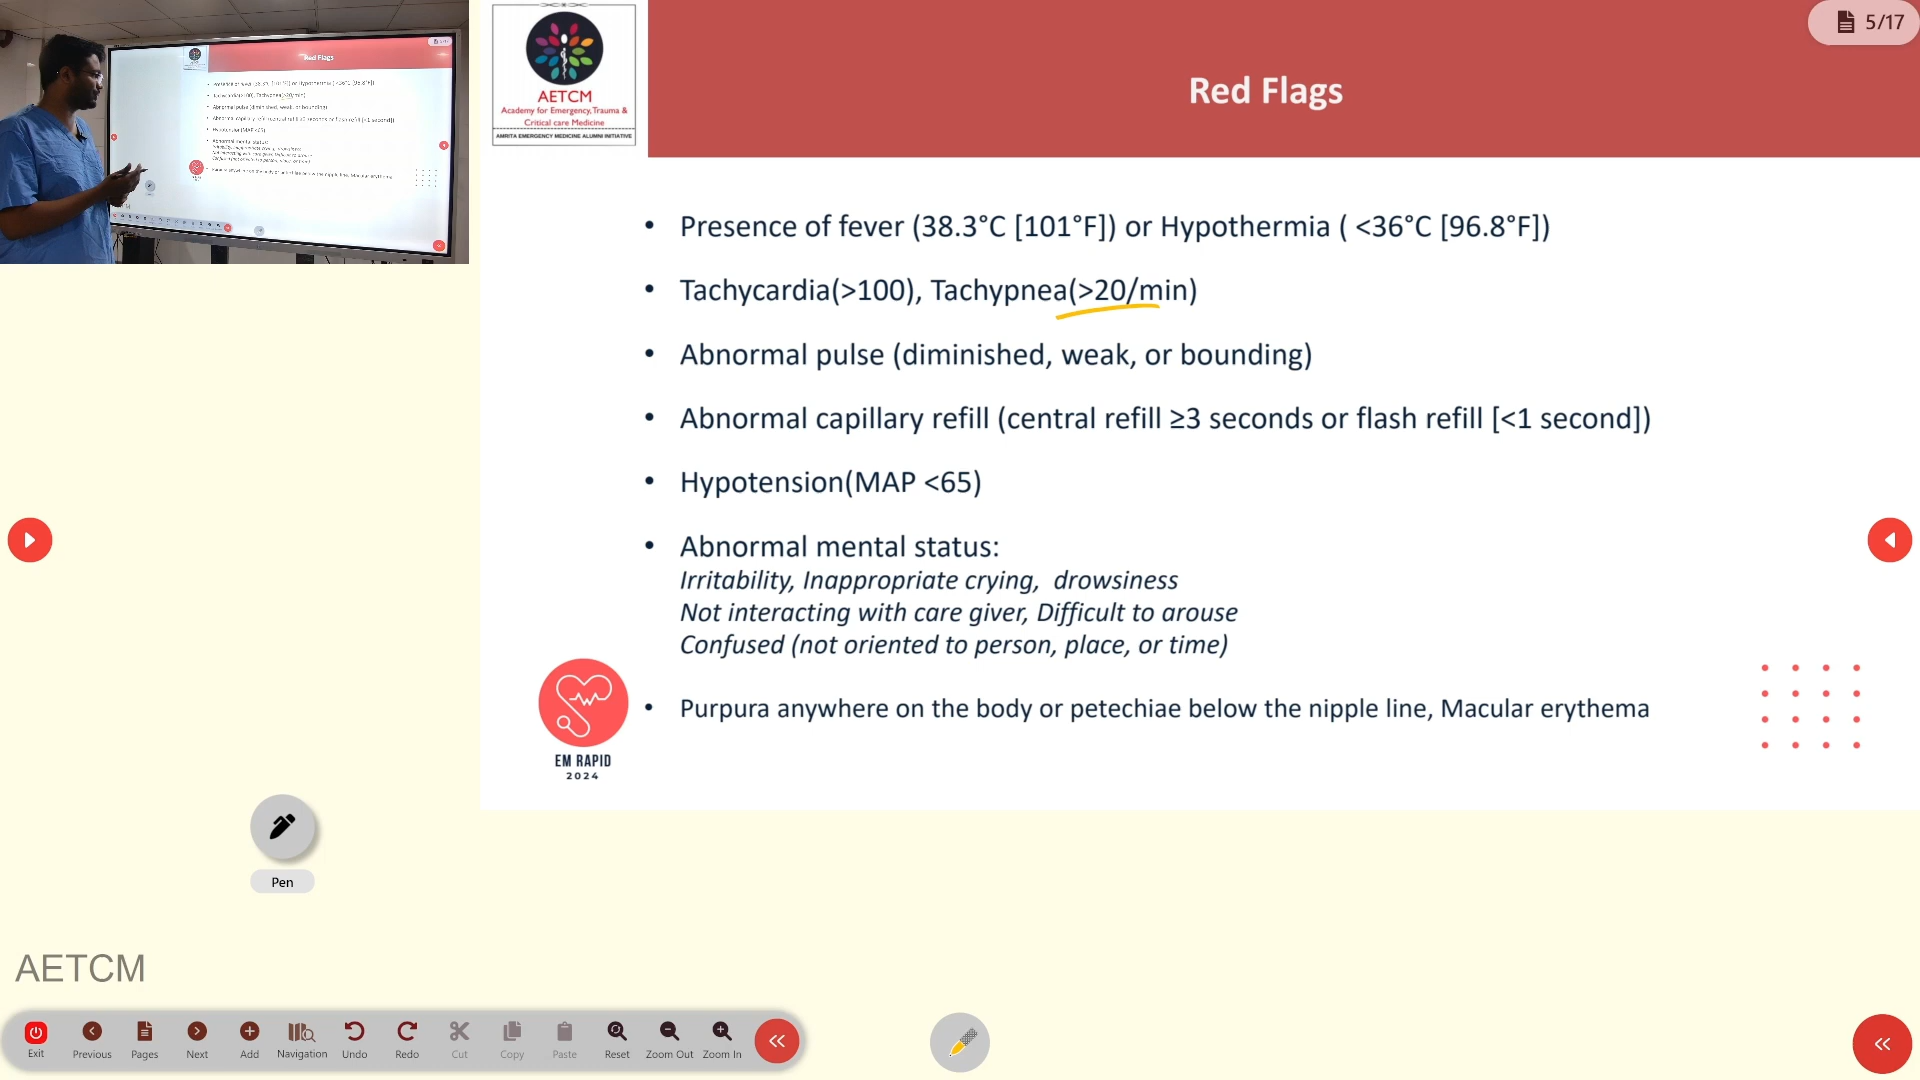 AETCM
Academy for Emergency, Trauma &
Critical care Medicine
AMRITA EMERGENCY MEDICINE ALUMNI INITIATIVE
Red Flags
5/17
• Presence of fever (38.3°C [101°F]) or Hypothermia ( <36°C [96.8°F])
• Tachycardia(>100), Tachypnea(>20/min)
• Abnormal pulse (diminished, weak, or bounding)
• Abnormal capillary refill (central refill ≥3 seconds or flash refill [<1 second])
• Hypotension(MAP <65)
• Abnormal mental status:
Irritability, Inappropriate crying, drowsiness
Not interacting with care giver, Difficult to arouse
Confused (not oriented to person, place, or time)
• Purpura anywhere on the body or petechiae below the nipple line, Macular erythema
EM RAPID
2024
Pen
AETCM
Exit Previous Pages Next Add Navigation Undo Redo Cut Copy Paste Reset Zoom Out Zoom In